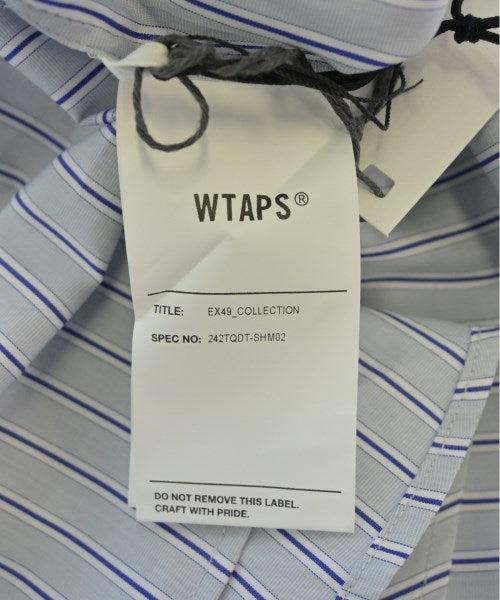 WTAPS®
TITLE: EX49_COLLECTION
SPEC NO: 242TQDT-SHM02
DO NOT REMOVE THIS LABEL.
CRAFT WITH PRIDE.